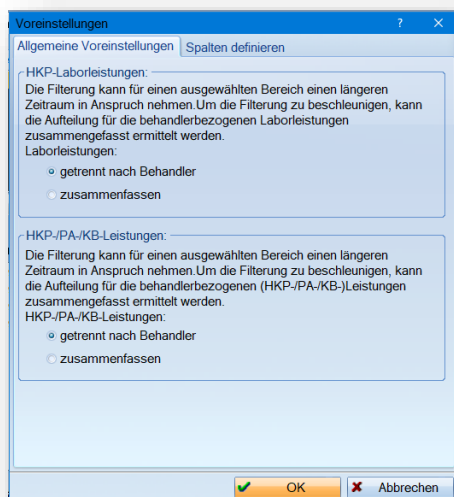 Voreinstellungen ? ×
Allgemeine Voreinstellungen Spalten definieren
HKP-Laborleistungen:
Die Filterung kann für einen ausgewählten Bereich einen längeren
Zeitraum in Anspruch nehmen.Um die Filterung zu beschleunigen, kann
die Aufteilung für die behandlerbezogenen Laborleistungen
zusammengefasst ermittelt werden.
Laborleistungen:
getrennt nach Behandler
zusammenfassen
HKP-/PA-/KB-Leistungen:
Die Filterung kann für einen ausgewählten Bereich einen längeren
Zeitraum in Anspruch nehmen.Um die Filterung zu beschleunigen, kann
die Aufteilung für die behandlerbezogenen (HKP-/PA-/KB-)Leistungen
zusammengefasst ermittelt werden.
HKP-/PA-/KB-Leistungen:
getrennt nach Behandler
zusammenfassen
OK Abbrechen